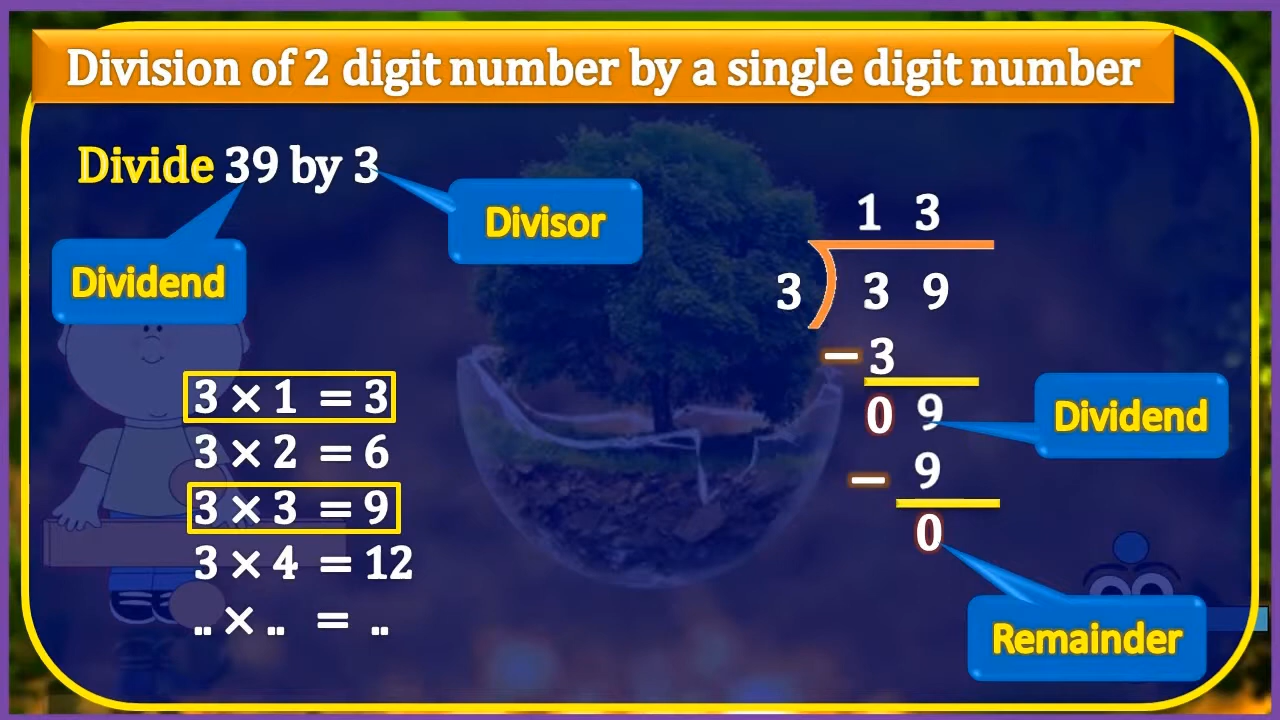 Division of 2 digit number by a single digit number
Divide 39 by 3
Divisor
Dividend
3 × 1 = 3
3 × 2 = 6
3 × 3 = 9
3 × 4 = 12
.. × .. = ..
1 3
3 3 9
− 3
0 9
Dividend
− 9
0
Remainder